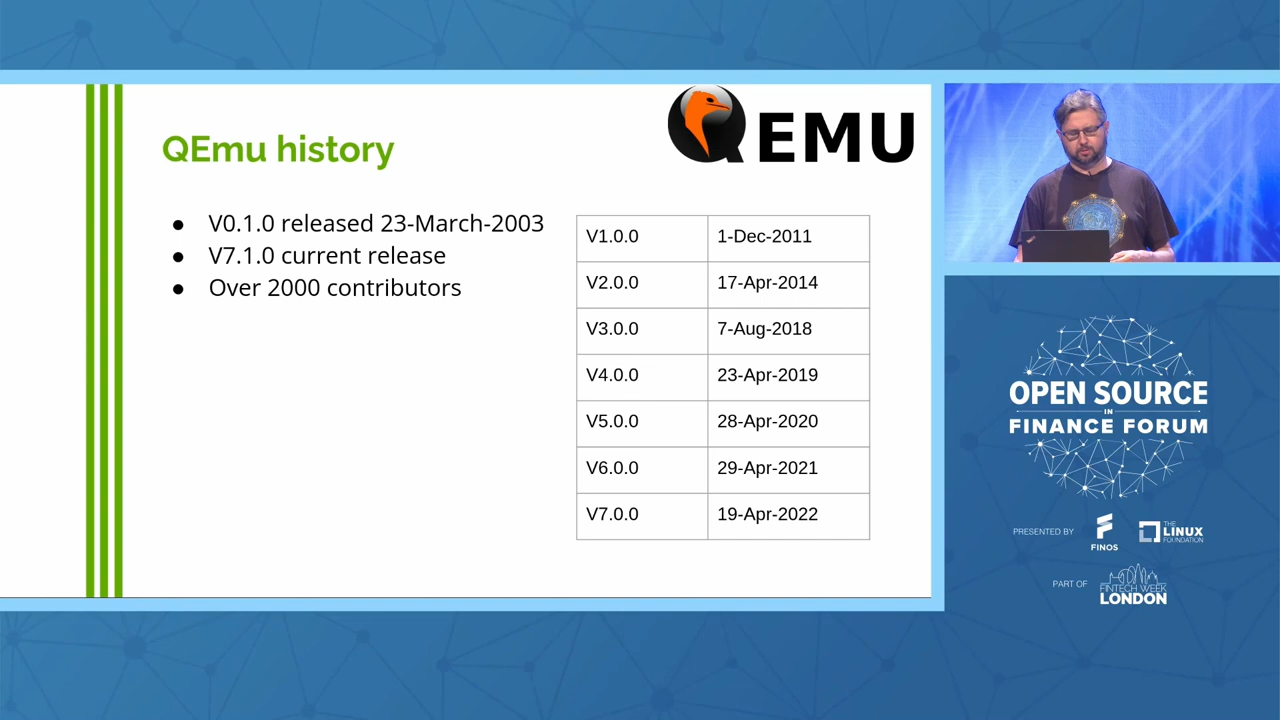 QEMU
QEmu history
● V0.1.0 released 23-March-2003
● V7.1.0 current release
● Over 2000 contributors
V1.0.0 1-Dec-2011
V2.0.0 17-Apr-2014
V3.0.0 7-Aug-2018
V4.0.0 23-Apr-2019
V5.0.0 28-Apr-2020
V6.0.0 29-Apr-2021
V7.0.0 19-Apr-2022
OPEN SOURCE
IN
FINANCE FORUM
PRESENTED BY
FINOS
THE
LINUX
FOUNDATION
PART OF
FINTECH WEEK
LONDON